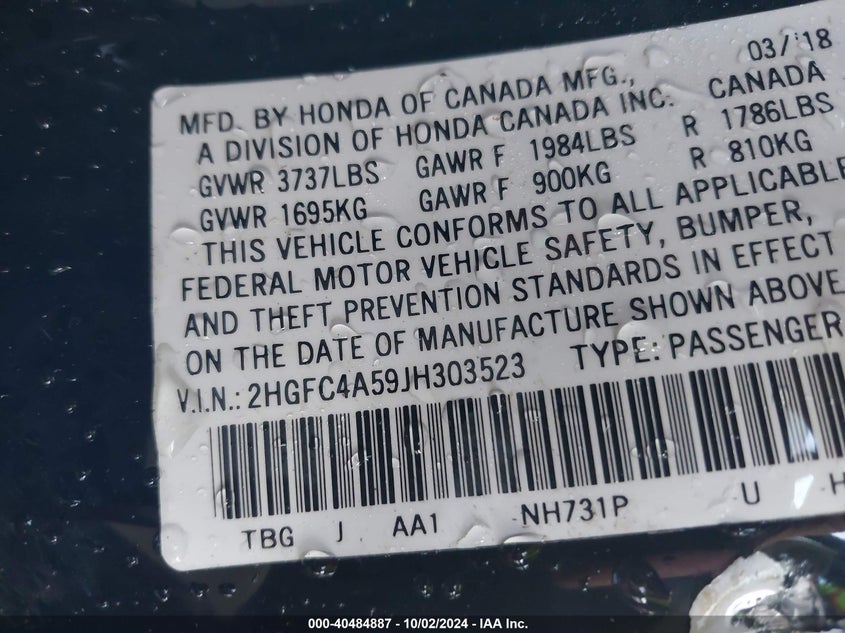 03/'18
MFD. BY HONDA OF CANADA MFG.,
A DIVISION OF HONDA CANADA INC. CANADA
GVWR 3737LBS GAWR F 1984LBS R 1786LBS
GVWR 1695KG GAWR F 900KG R 810KG
THIS VEHICLE CONFORMS TO ALL APPLICABLE
FEDERAL MOTOR VEHICLE SAFETY, BUMPER,
AND THEFT PREVENTION STANDARDS IN EFFECT
ON THE DATE OF MANUFACTURE SHOWN ABOVE
V.I.N.: 2HGFC4A59JH303523 TYPE: PASSENGER
TBG J AA1 NH731P U H
000-40484887 - 10/02/2024 - IAA Inc.